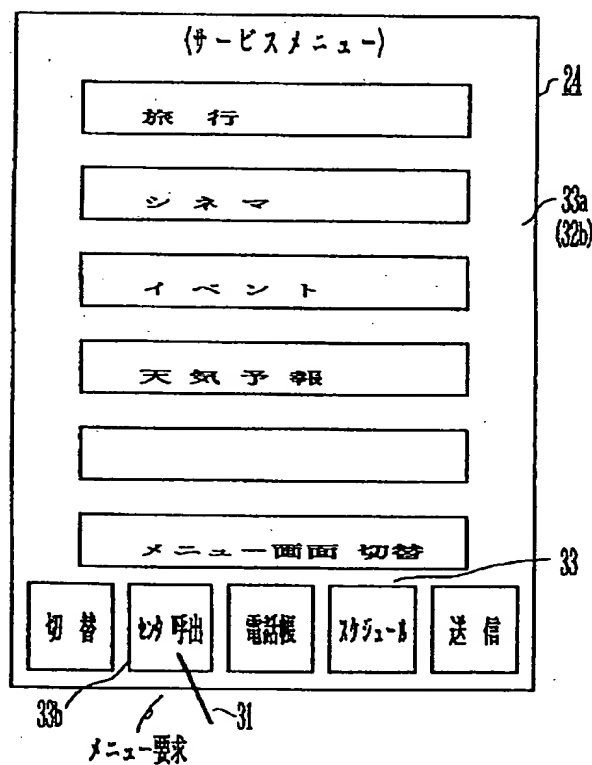 (サービスメニュー)
24
旅行
33a
(32b)
シネマ
イベント
天気予報
メニュー画面 切替
33
切替
センタ呼出
電話帳
スケジュール
送信
33b
31
メニュー要求